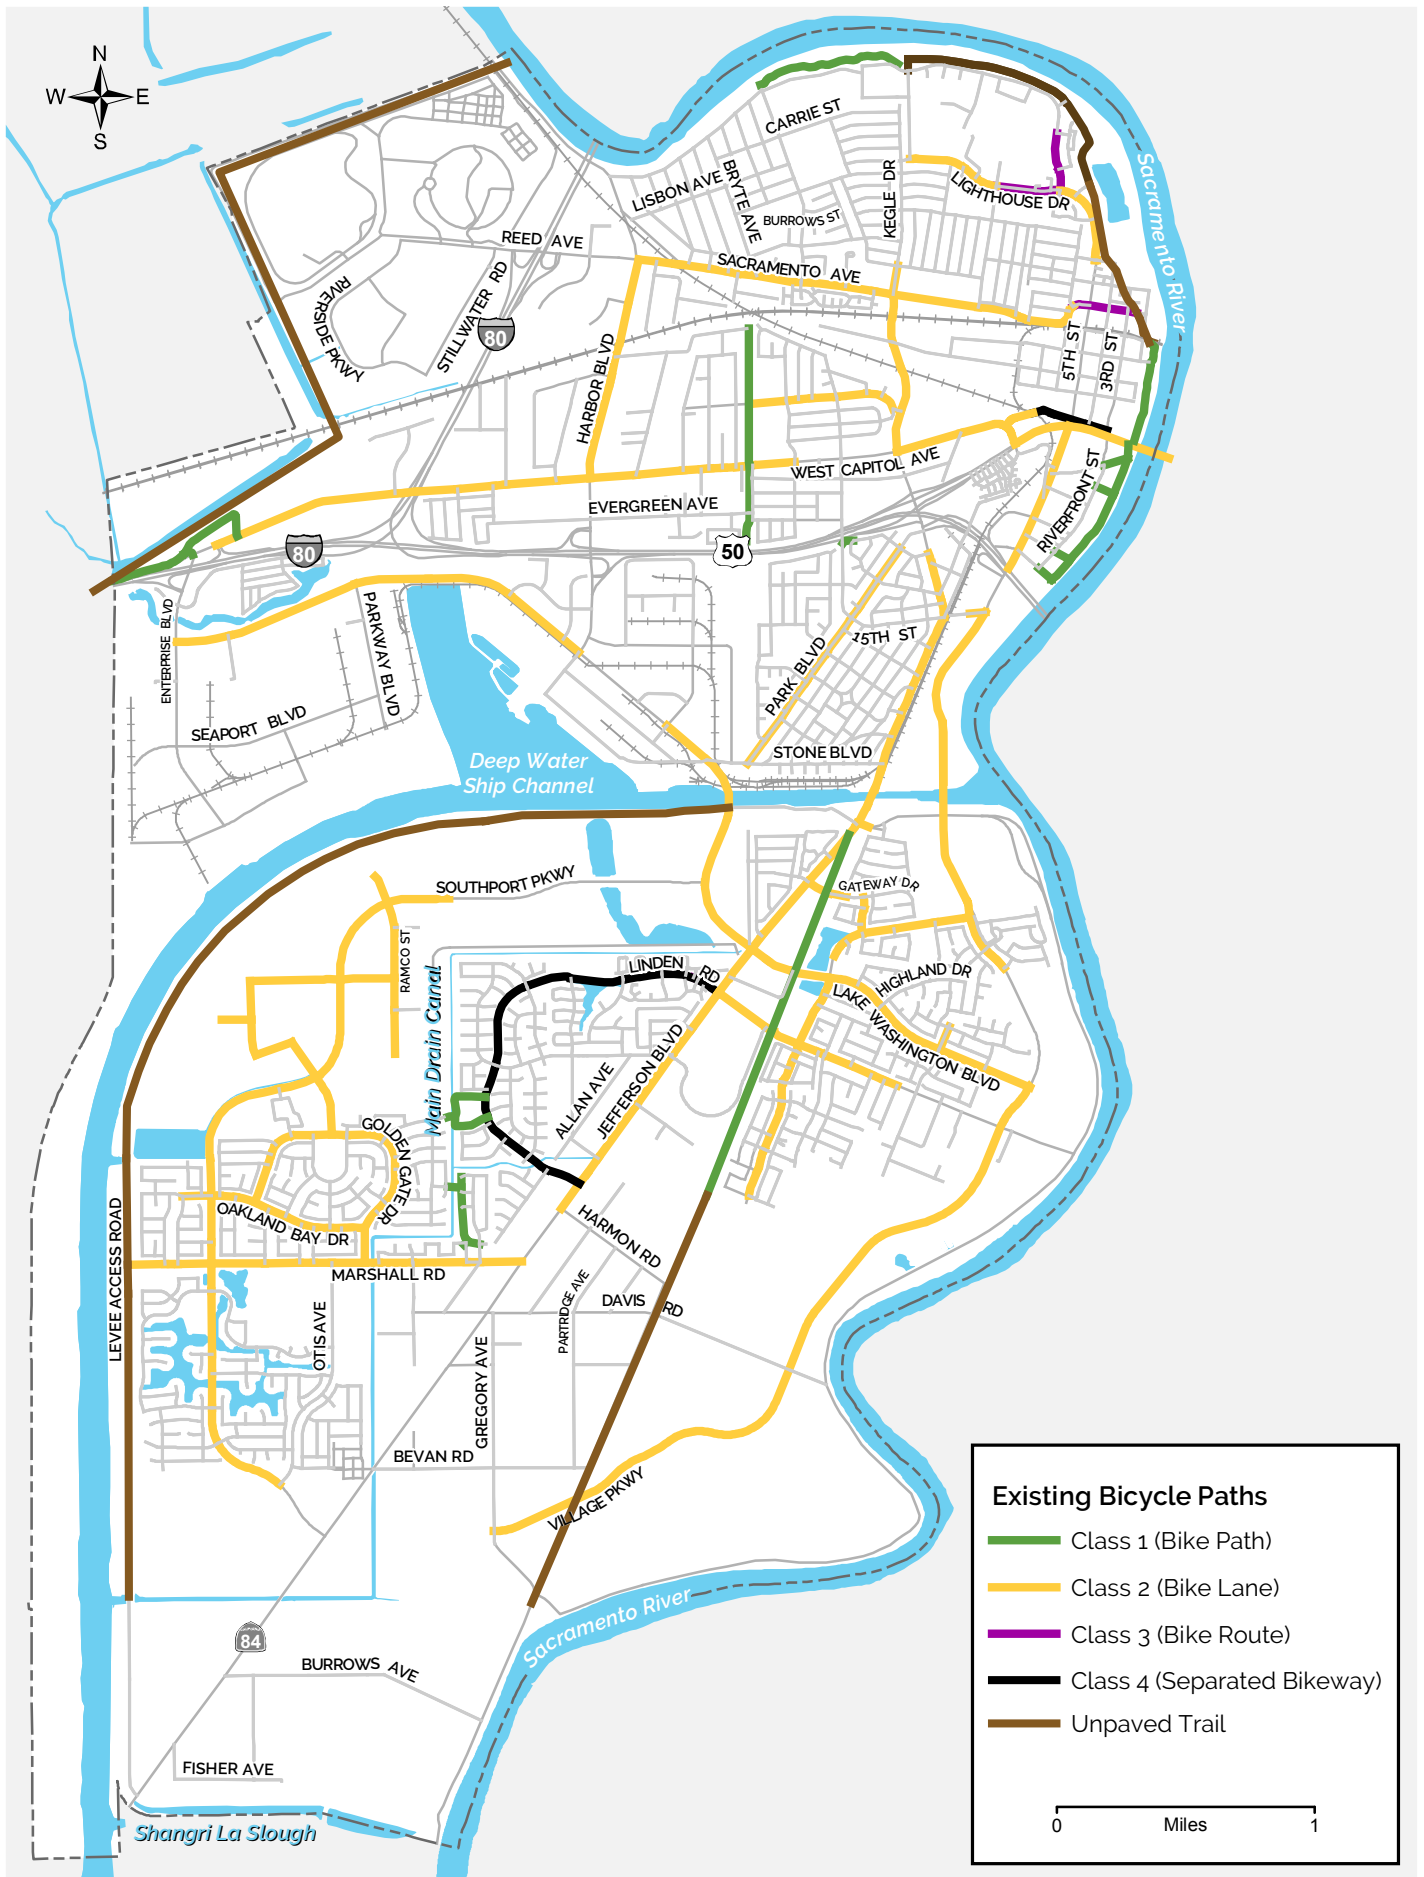 N
W E
S
CARRIE ST
LISBON AVE
BRYTE AVE
BURROWS ST
KEGLE DR
LIGHTHOUSE DR
Sacramento River
REED AVE
SACRAMENTO AVE
RIVERSIDE PKWY
STILLWATER RD
80
HARBOR BLVD
5TH ST
3RD ST
WEST CAPITOL AVE
EVERGREEN AVE
RIVERFRONT ST
80
50
ENTERPRISE BLVD
PARKWAY BLVD
15TH ST
PARK BLVD
SEAPORT BLVD
STONE BLVD
Deep Water
Ship Channel
SOUTHPORT PKWY
GATEWAY DR
RAMCO ST
Main Drain Canal
LINDEN RD
HIGHLAND DR
LAKE WASHINGTON BLVD
ALLAN AVE
JEFFERSON BLVD
GOLDEN GATE DR
OAKLAND BAY DR
LEVEE ACCESS ROAD
HARMON RD
MARSHALL RD
PARTRIDGE AVE
DAVIS RD
OTIS AVE
GREGORY AVE
BEVAN RD
VILLAGE PKWY
Sacramento River
84
BURROWS AVE
FISHER AVE
Shangri La Slough
Existing Bicycle Paths
Class 1 (Bike Path)
Class 2 (Bike Lane)
Class 3 (Bike Route)
Class 4 (Separated Bikeway)
Unpaved Trail
0 Miles 1